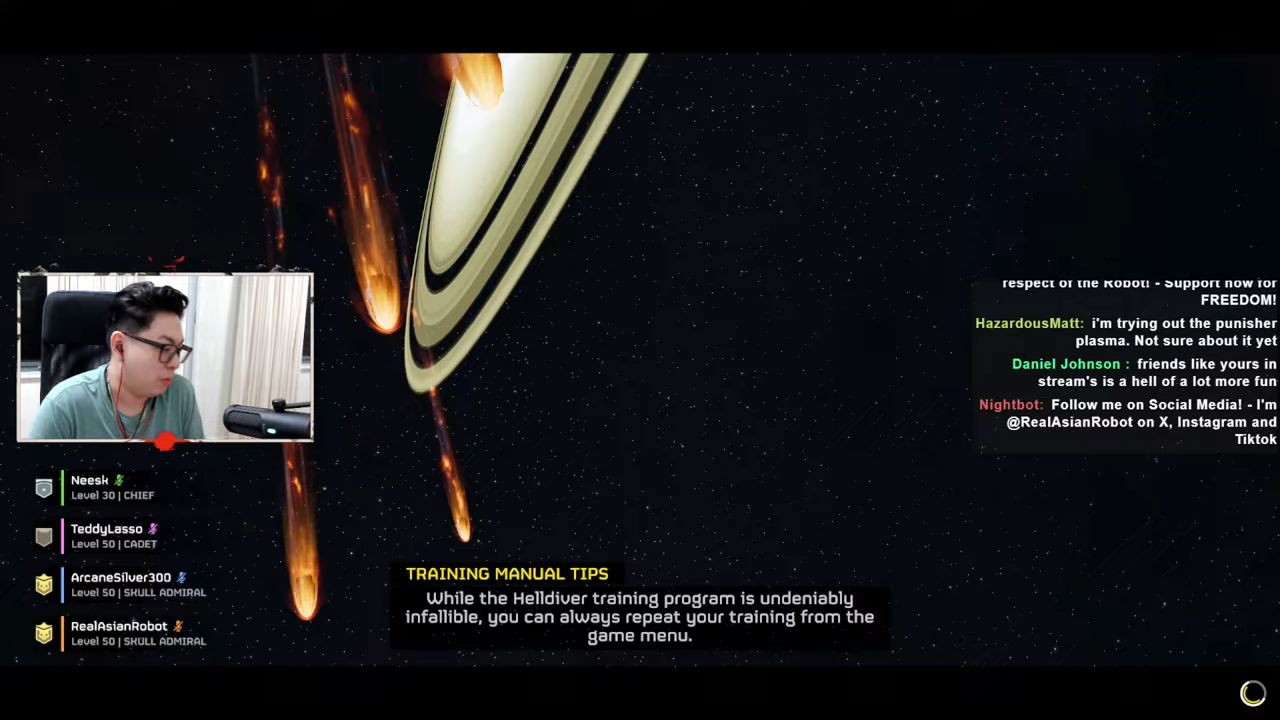 respect of the Robot! - Support now for
FREEDOM!
HazardousMatt: i'm trying out the punisher
plasma. Not sure about it yet
Daniel Johnson : friends like yours in
stream's is a hell of a lot more fun
Nightbot: Follow me on Social Media! - I'm
@RealAsianRobot on X, Instagram and
Tiktok
Neesk
Level 30 | CHIEF
TeddyLasso
Level 50 | CADET
ArcaneSilver300
Level 50 | SKULL ADMIRAL
RealAsianRobot
Level 50 | SKULL ADMIRAL
TRAINING MANUAL TIPS
While the Helldiver training program is undeniably
infallible, you can always repeat your training from the
game menu.